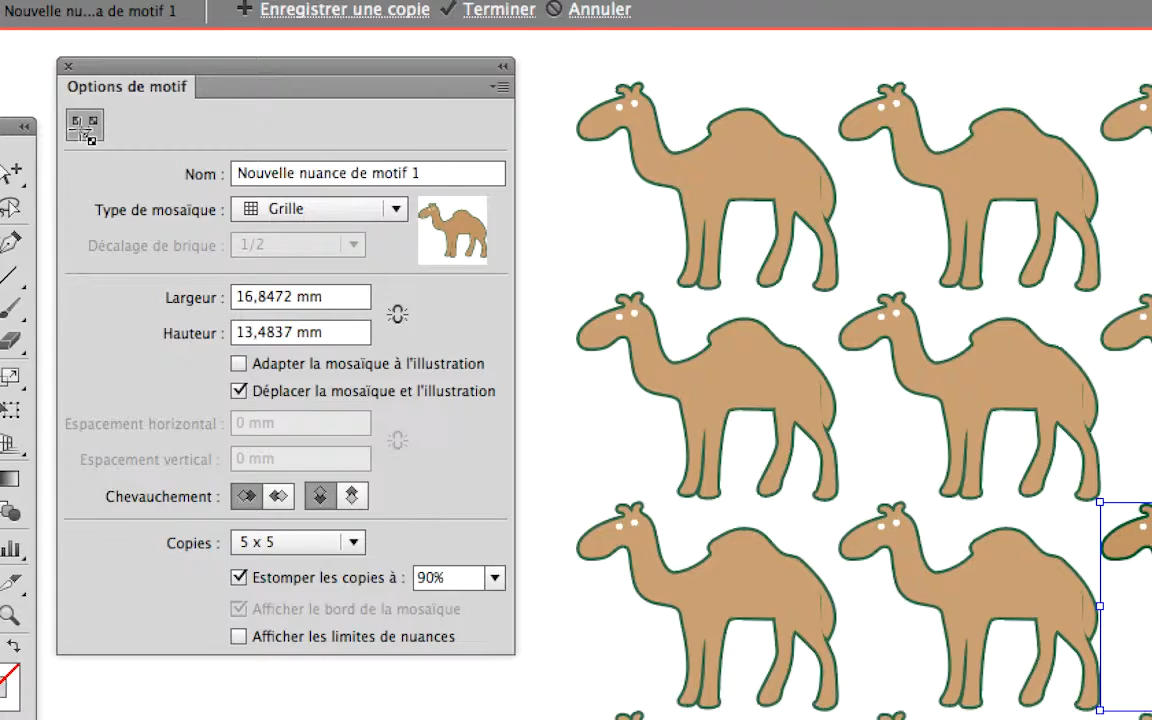 Nouvelle nu...a de motif 1 Enregistrer une copie Terminer Annuler
Options de motif
Nom : Nouvelle nuance de motif 1
Type de mosaïque : Grille
Décalage de brique : 1/2
Largeur : 16,8472 mm
Hauteur : 13,4837 mm
Adapter la mosaïque à l'illustration
Déplacer la mosaïque et l'illustration
Espacement horizontal : 0 mm
Espacement vertical : 0 mm
Chevauchement :
Copies : 5 x 5
Estomper les copies à : 90%
Afficher le bord de la mosaïque
Afficher les limites de nuances